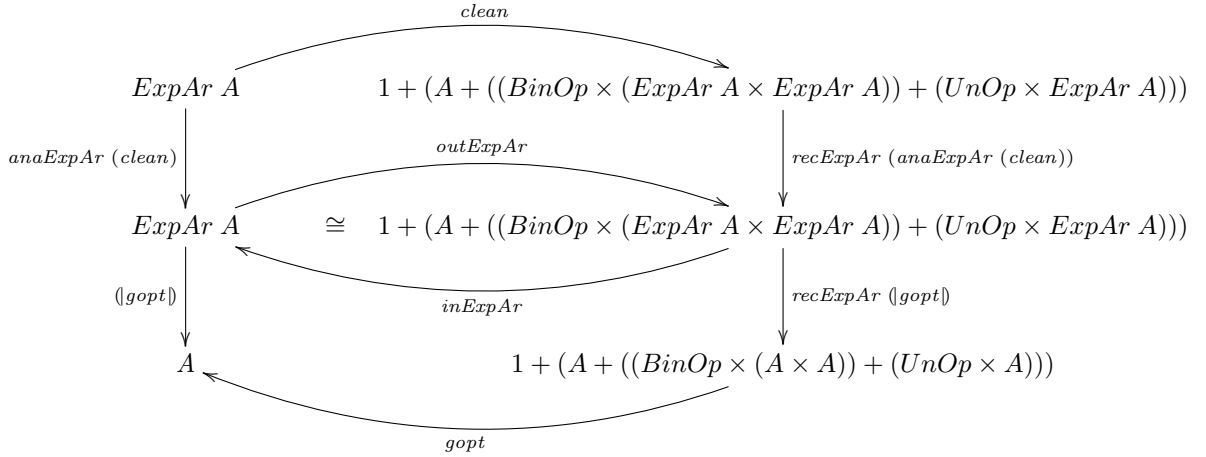 clean
ExpAr A 1 + (A + ((BinOp × (ExpAr A × ExpAr A)) + (UnOp × ExpAr A)))
anaExpAr (clean) recExpAr (anaExpAr (clean))
outExpAr
ExpAr A ≅ 1 + (A + ((BinOp × (ExpAr A × ExpAr A)) + (UnOp × ExpAr A)))
inExpAr
(|gopt|) recExpAr (|gopt|)
A 1 + (A + ((BinOp × (A × A)) + (UnOp × A)))
gopt